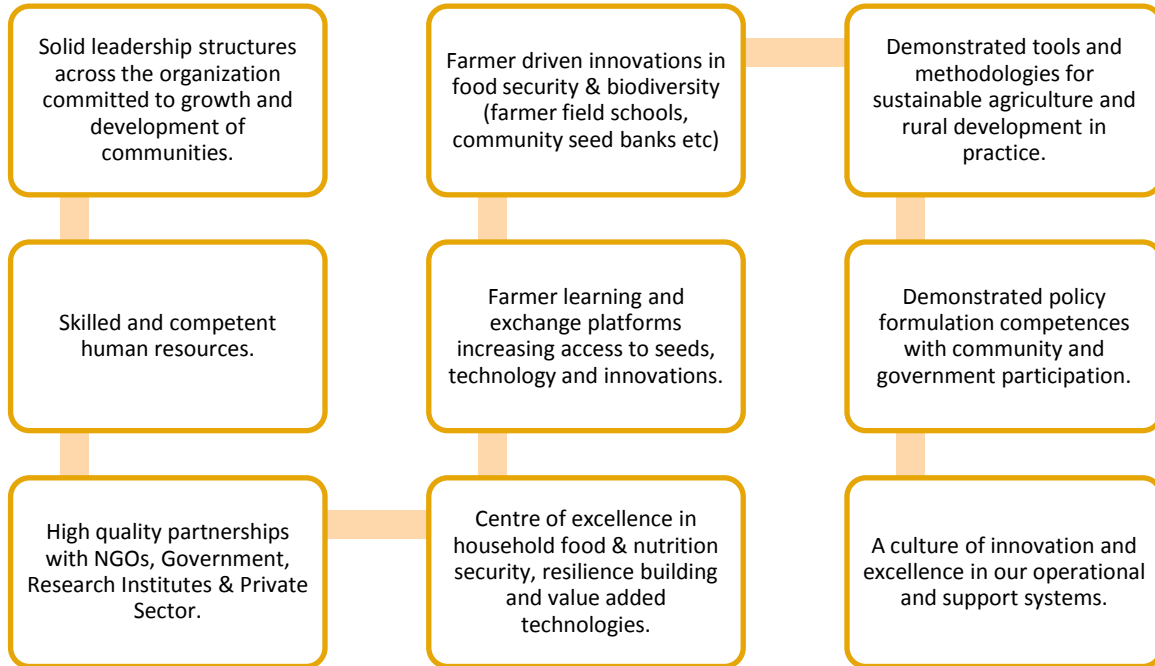 Solid leadership structures
across the organization
committed to growth and
development of
communities.
Skilled and competent
human resources.
High quality partnerships
with NGOs, Government,
Research Institutes & Private
Sector.
Centre of excellence in
household food & nutrition
security, resilience building
and value added
technologies.
Farmer learning and
exchange platforms
increasing access to seeds,
technology and innovations.
Farmer driven innovations in
food security & biodiversity
(farmer field schools,
community seed banks etc)
Demonstrated tools and
methodologies for
sustainable agriculture and
rural development in
practice.
Demonstrated policy
formulation competences
with community and
government participation.
A culture of innovation and
excellence in our operational
and support systems.